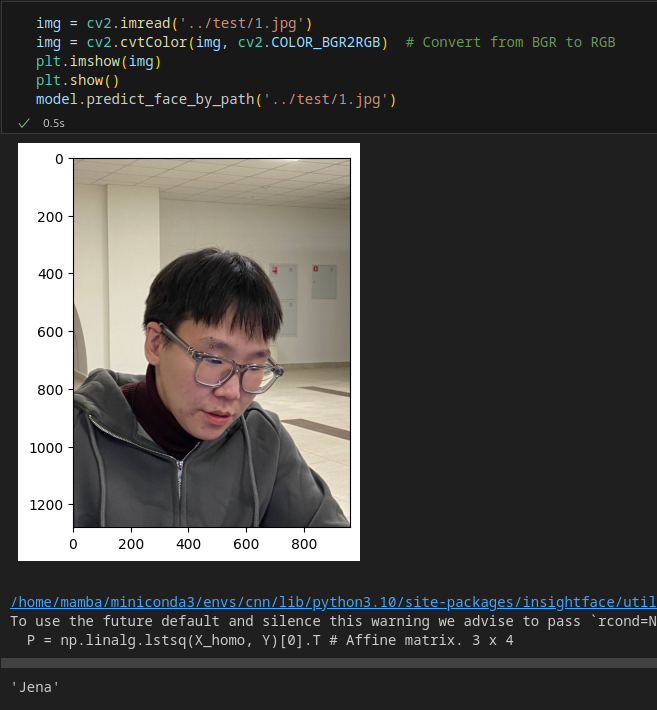 img = cv2.imread('../test/1.jpg')
img = cv2.cvtColor(img, cv2.COLOR_BGR2RGB)  # Convert from BGR to RGB
plt.imshow(img)
plt.show()
model.predict_face_by_path('../test/1.jpg')
0.5s
0
200
400
600
800
1000
1200
0 200 400 600 800
/home/mamba/miniconda3/envs/cnn/lib/python3.10/site-packages/insightface/util
To use the future default and silence this warning we advise to pass `rcond=N
P = np.linalg.lstsq(X_homo, Y)[0].T # Affine matrix. 3 x 4
'Jena'